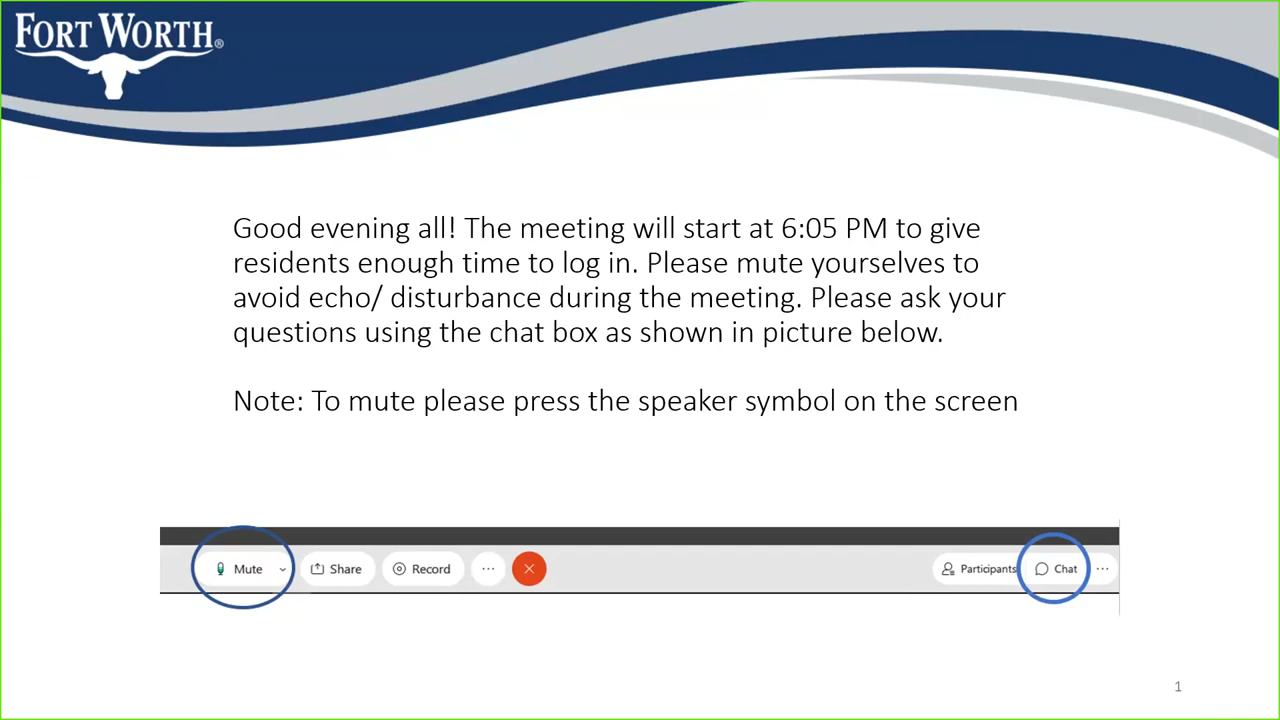 FORT WORTH®
Good evening all! The meeting will start at 6:05 PM to give
residents enough time to log in. Please mute yourselves to
avoid echo/ disturbance during the meeting. Please ask your
questions using the chat box as shown in picture below.
Note: To mute please press the speaker symbol on the screen
Mute Share Record Participants Chat
1